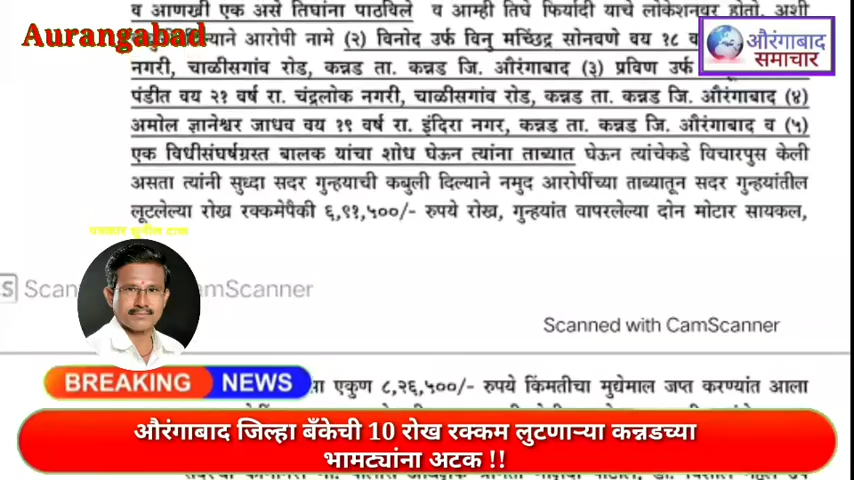 व आणखी एक असे तिघांना पाठविले व आम्ही तिघे फिर्यादी याचे लोकेशनवर होतो. अशी
Aurangabad
औरंगाबाद
समाचार
आरोपी नामे (२) विनोद उर्फ विनु मच्छिंद्र सोनवणे वय १८ व
नगरी, चाळीसगांव रोड, कन्नड ता. कन्नड जि. औरंगाबाद (३) प्रविण उर्फ
पंडीत वय २१ वर्ष रा. चंद्रलोक नगरी, चाळीसगांव रोड, कन्नड ता. कन्नड जि. औरंगाबाद (४)
अमोल ज्ञानेश्वर जाधव वय १९ वर्ष रा. इंदिरा नगर, कन्नड ता. कन्नड जि. औरंगाबाद व (५)
एक विधीसंघर्षग्रस्त बालक यांचा शोध घेऊन त्यांना ताब्यात घेऊन त्यांचेकडे विचारपुस केली
असता त्यांनी सुध्दा सदर गुन्हयाची कबुली दिल्याने नमुद आरोपींच्या ताब्यातून सदर गुन्हयांतील
लूटलेल्या रोख रक्कमेपैकी ६,९१,५००/- रुपये रोख, गुन्हयांत वापरलेल्या दोन मोटार सायकल,
पत्रकार सुनील
S Scan amScanner
Scanned with CamScanner
BREAKING NEWS
एकुण ८,२६,५००/- रुपये किंमतीचा मुद्येमाल जप्त करण्यांत आला
औरंगाबाद जिल्हा बँकेची 10 रोख रक्कम लुटणाऱ्या कन्नडच्या
भामट्यांना अटक !!